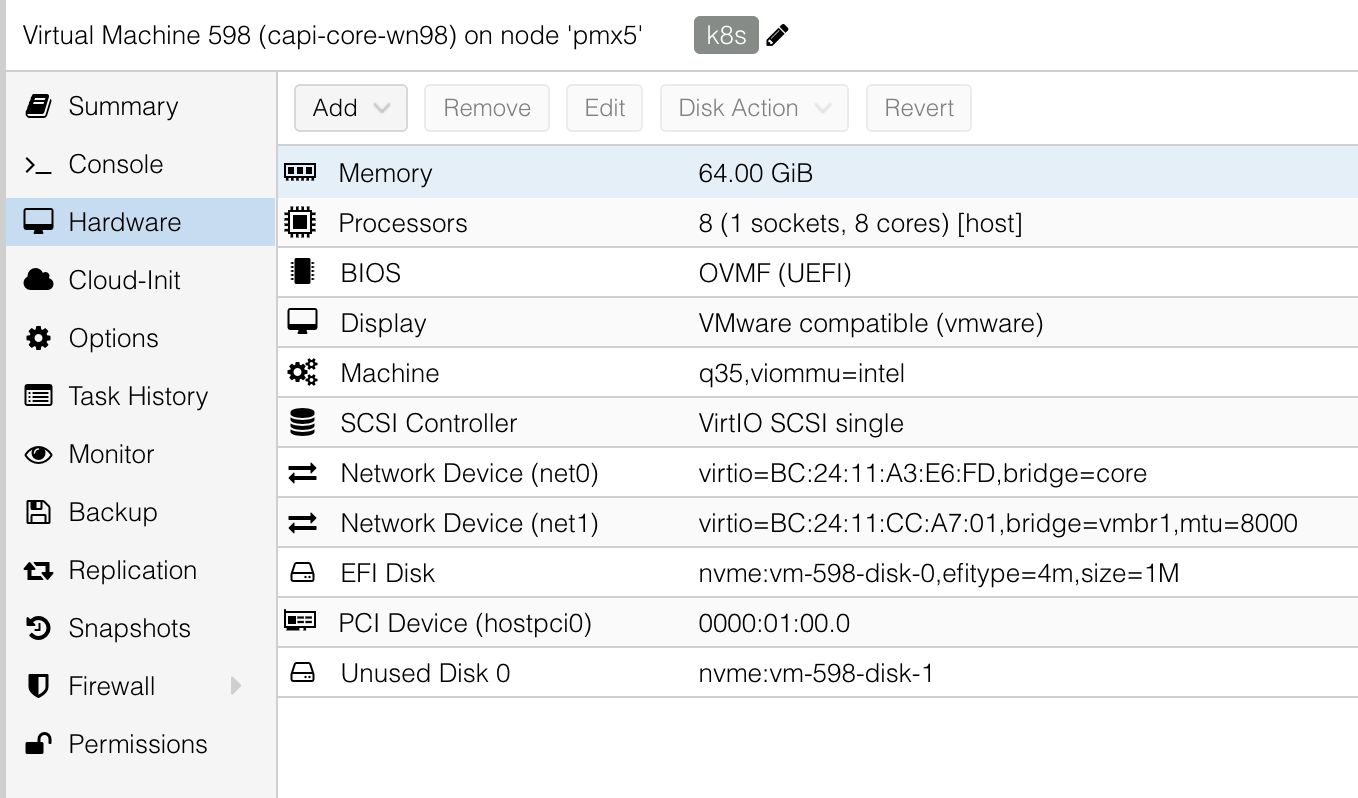 Virtual Machine 598 (capi-core-wn98) on node 'pmx5' k8s
Summary
Console
Hardware
Cloud-Init
Options
Task History
Monitor
Backup
Replication
Snapshots
Firewall
Permissions
Add Remove Edit Disk Action Revert
Memory 64.00 GiB
Processors 8 (1 sockets, 8 cores) [host]
BIOS OVMF (UEFI)
Display VMware compatible (vmware)
Machine q35,viommu=intel
SCSI Controller VirtIO SCSI single
Network Device (net0) virtio=BC:24:11:A3:E6:FD,bridge=core
Network Device (net1) virtio=BC:24:11:CC:A7:01,bridge=vmbr1,mtu=8000
EFI Disk nvme:vm-598-disk-0,efitype=4m,size=1M
PCI Device (hostpci0) 0000:01:00.0
Unused Disk 0 nvme:vm-598-disk-1